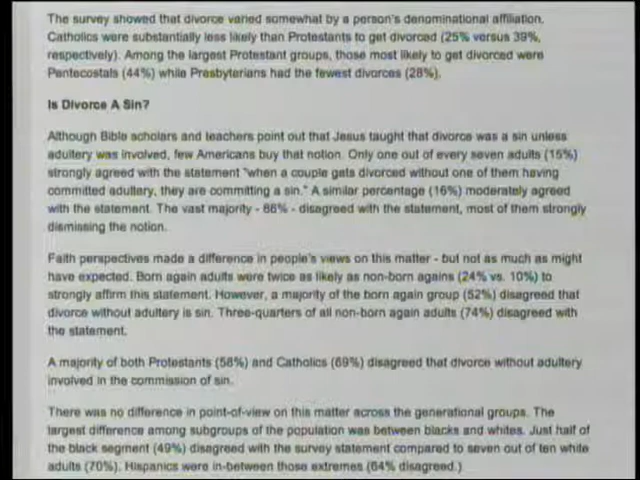 The survey showed that divorce varied somewhat by a person's denominational affiliation.
Catholics were substantially less likely than Protestants to get divorced (25% versus 39%,
respectively). Among the largest Protestant groups, those most likely to get divorced were
Pentecostals (44%) while Presbyterians had the fewest divorces (28%).
Is Divorce A Sin?
Although Bible scholars and teachers point out that Jesus taught that divorce was a sin unless
adultery was involved, few Americans buy that notion. Only one out of every seven adults (15%)
strongly agreed with the statement "when a couple gets divorced without one of them having
committed adultery, they are committing a sin." A similar percentage (16%) moderately agreed
with the statement. The vast majority - 66% - disagreed with the statement, most of them strongly
dismissing the notion.
Faith perspectives made a difference in people's views on this matter - but not as much as might
have expected. Born again adults were twice as likely as non-born agains (24% vs. 10%) to
strongly affirm this statement. However, a majority of the born again group (52%) disagreed that
divorce without adultery is sin. Three-quarters of all non-born again adults (74%) disagreed with
the statement.
A majority of both Protestants (58%) and Catholics (69%) disagreed that divorce without adultery
involved in the commission of sin.
There was no difference in point-of-view on this matter across the generational groups. The
largest difference among subgroups of the population was between blacks and whites. Just half of
the black segment (49%) disagreed with the survey statement compared to seven out of ten white
adults (70%). Hispanics were in-between those extremes (64% disagreed.)